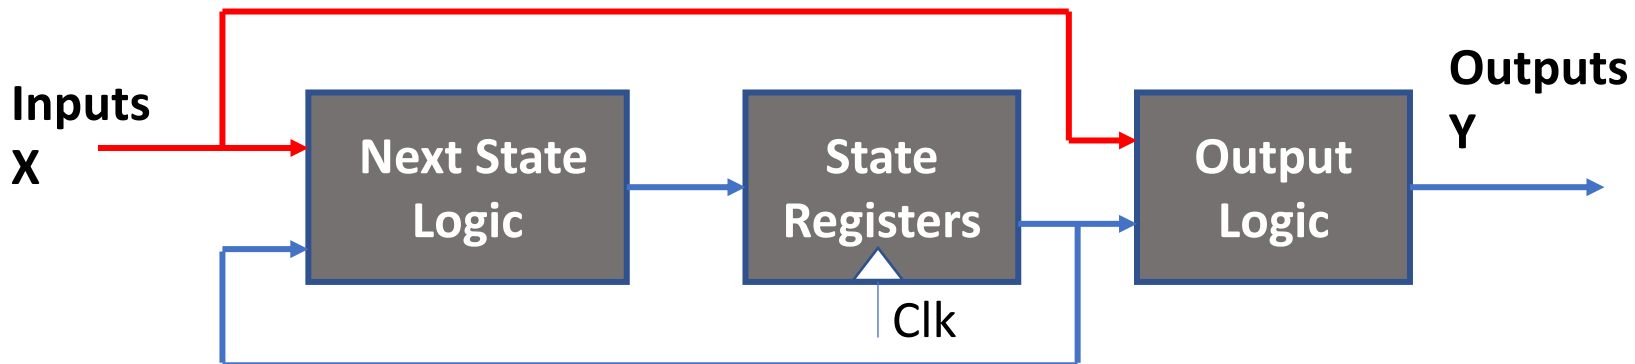 Inputs
X
Next State
Logic
State
Registers
Clk
Output
Logic
Outputs
Y